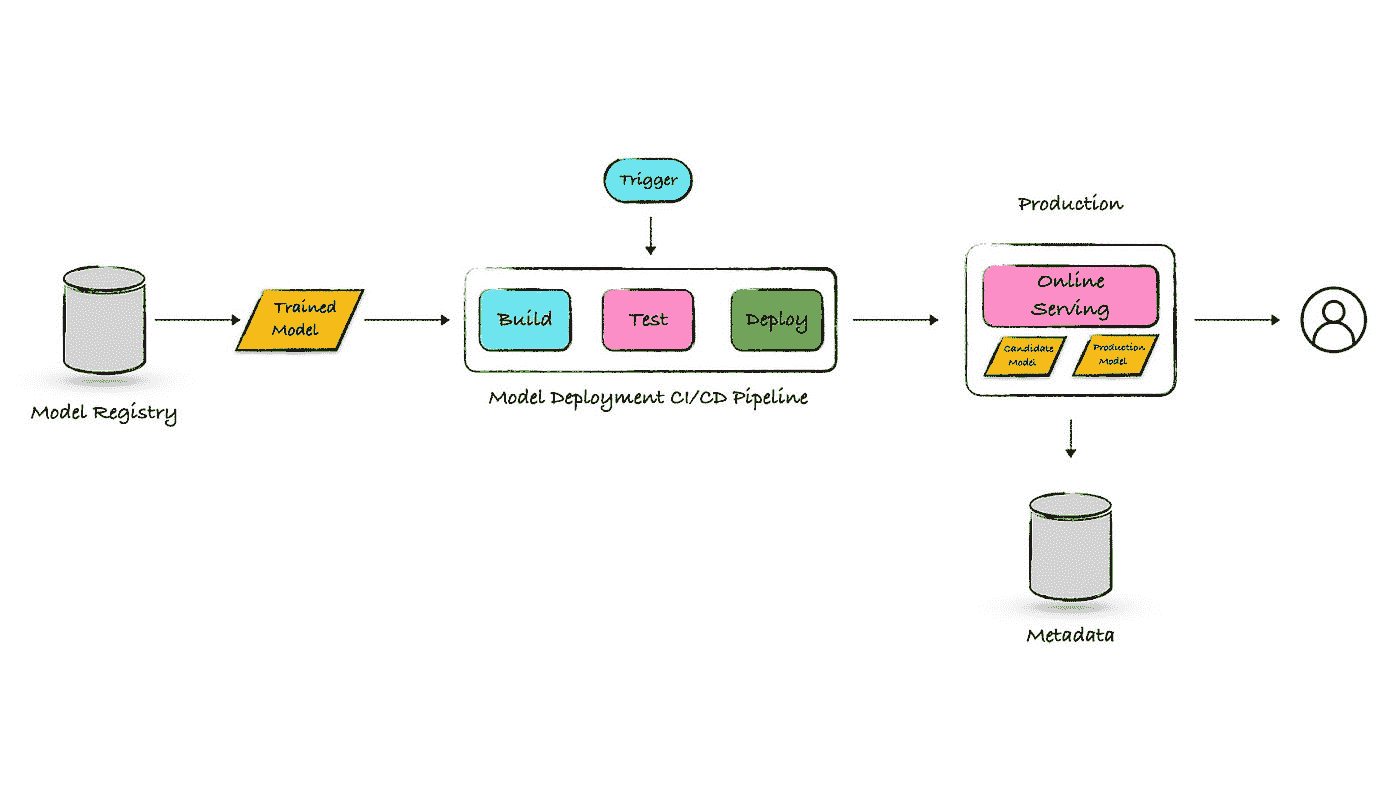 Trigger
Production
Online
Serving
Trained
Model
Build
Test
Deploy
Candidate
Model
Production
Model
Model Registry
Model Deployment CI/CD Pipeline
Metadata